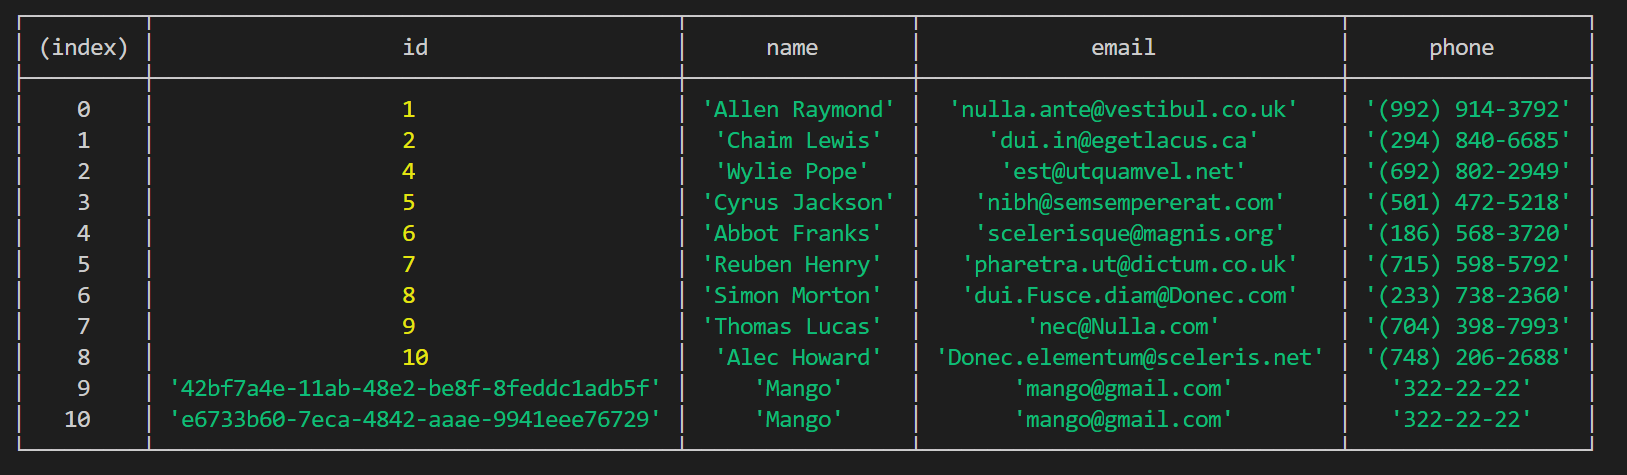 (index) id name email phone
0 1 'Allen Raymond' 'nulla.ante@vestibul.co.uk' '(992) 914-3792'
1 2 'Chaim Lewis' 'dui.in@egetlacus.ca' '(294) 840-6685'
2 4 'Wylie Pope' 'est@utquamvel.net' '(692) 802-2949'
3 5 'Cyrus Jackson' 'nibh@semsempererat.com' '(501) 472-5218'
4 6 'Abbot Franks' 'scelerisque@magnis.org' '(186) 568-3720'
5 7 'Reuben Henry' 'pharetra.ut@dictum.co.uk' '(715) 598-5792'
6 8 'Simon Morton' 'dui.Fusce.diam@Donec.com' '(233) 738-2360'
7 9 'Thomas Lucas' 'nec@Nulla.com' '(704) 398-7993'
8 10 'Alec Howard' 'Donec.elementum@sceleris.net' '(748) 206-2688'
9 '42bf7a4e-11ab-48e2-be8f-8feddc1adb5f' 'Mango' 'mango@gmail.com' '322-22-22'
10 'e6733b60-7eca-4842-aaae-9941eee76729' 'Mango' 'mango@gmail.com' '322-22-22'